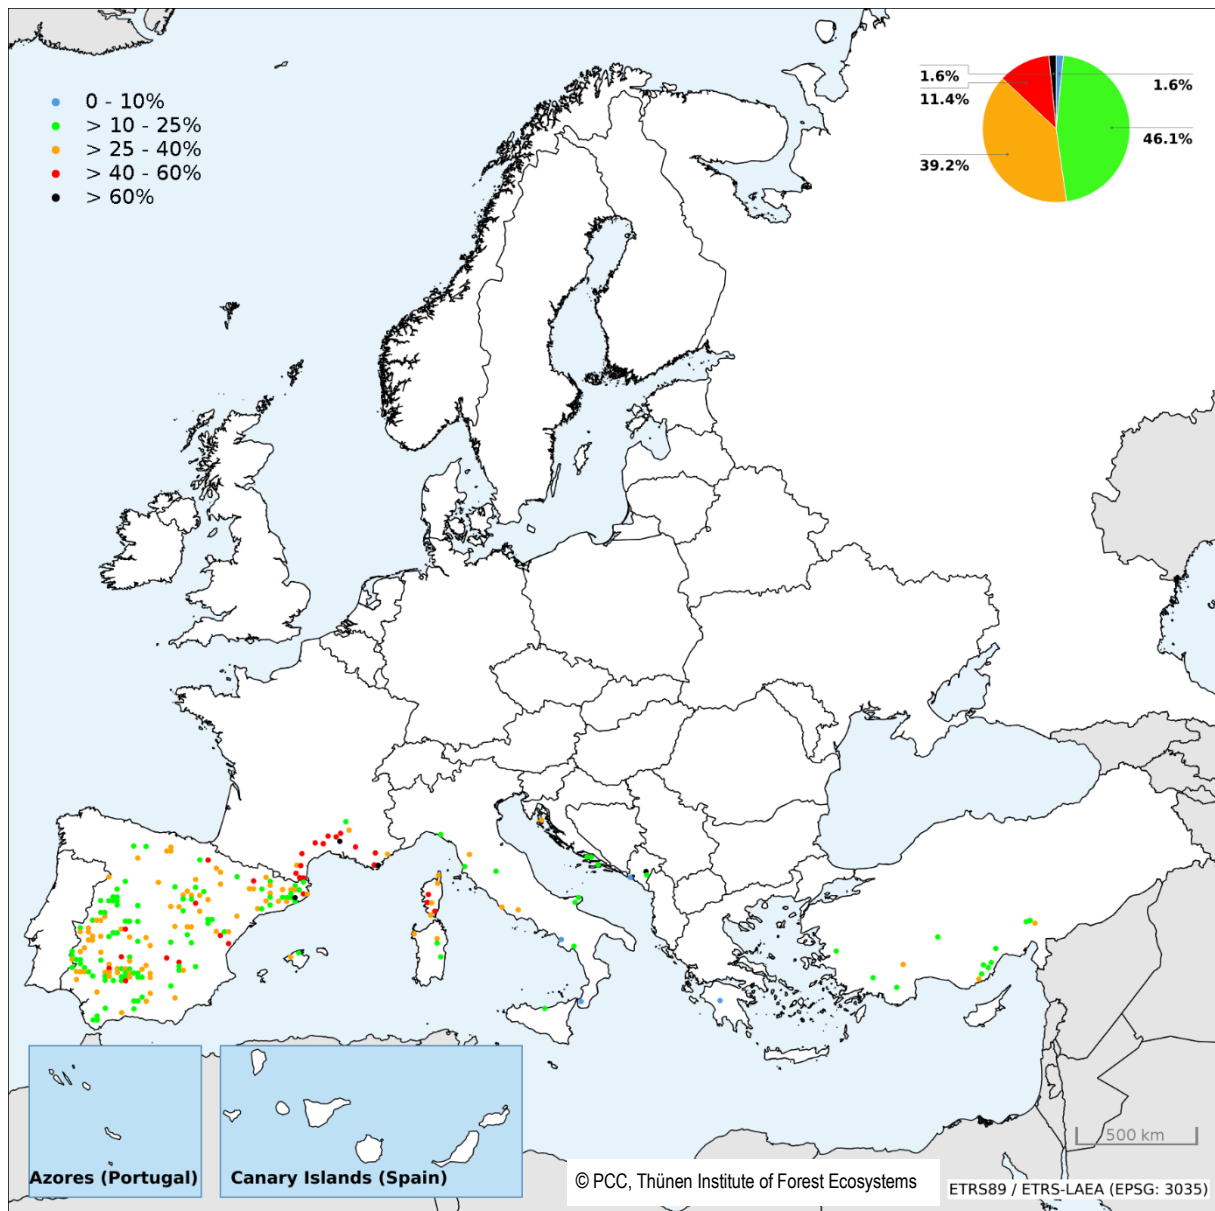 0 - 10%
> 10 - 25%
> 25 - 40%
> 40 - 60%
> 60%
1.6%
11.4%
39.2%
1.6%
46.1%
Azores (Portugal)
Canary Islands (Spain)
© PCC, Thünen Institute of Forest Ecosystems
500 km
ETRS89 / ETRS-LAEA (EPSG: 3035)